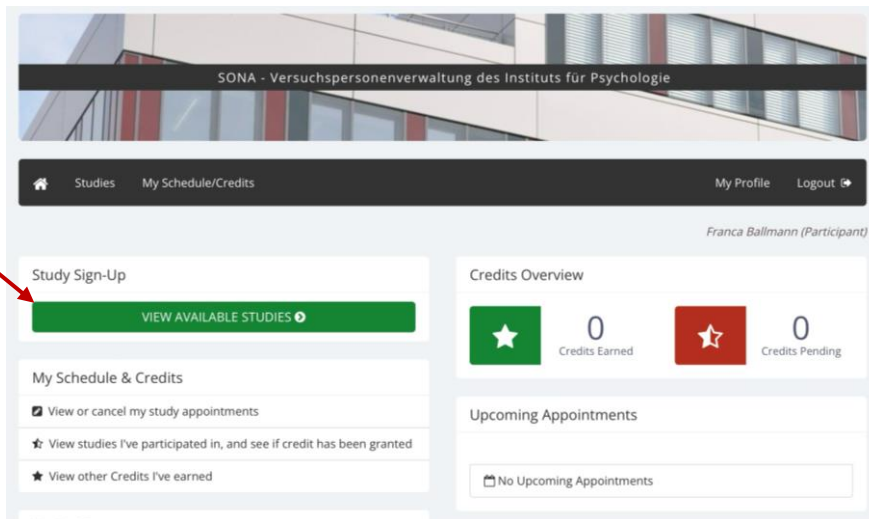 SONA - Versuchspersonenverwaltung des Instituts für Psychologie
Studies My Schedule/Credits My Profile Logout
Franca Ballmann (Participant)
Study Sign-Up
VIEW AVAILABLE STUDIES
My Schedule & Credits
View or cancel my study appointments
View studies I've participated in, and see if credit has been granted
View other Credits I've earned
Credits Overview
0
Credits Earned
0
Credits Pending
Upcoming Appointments
No Upcoming Appointments